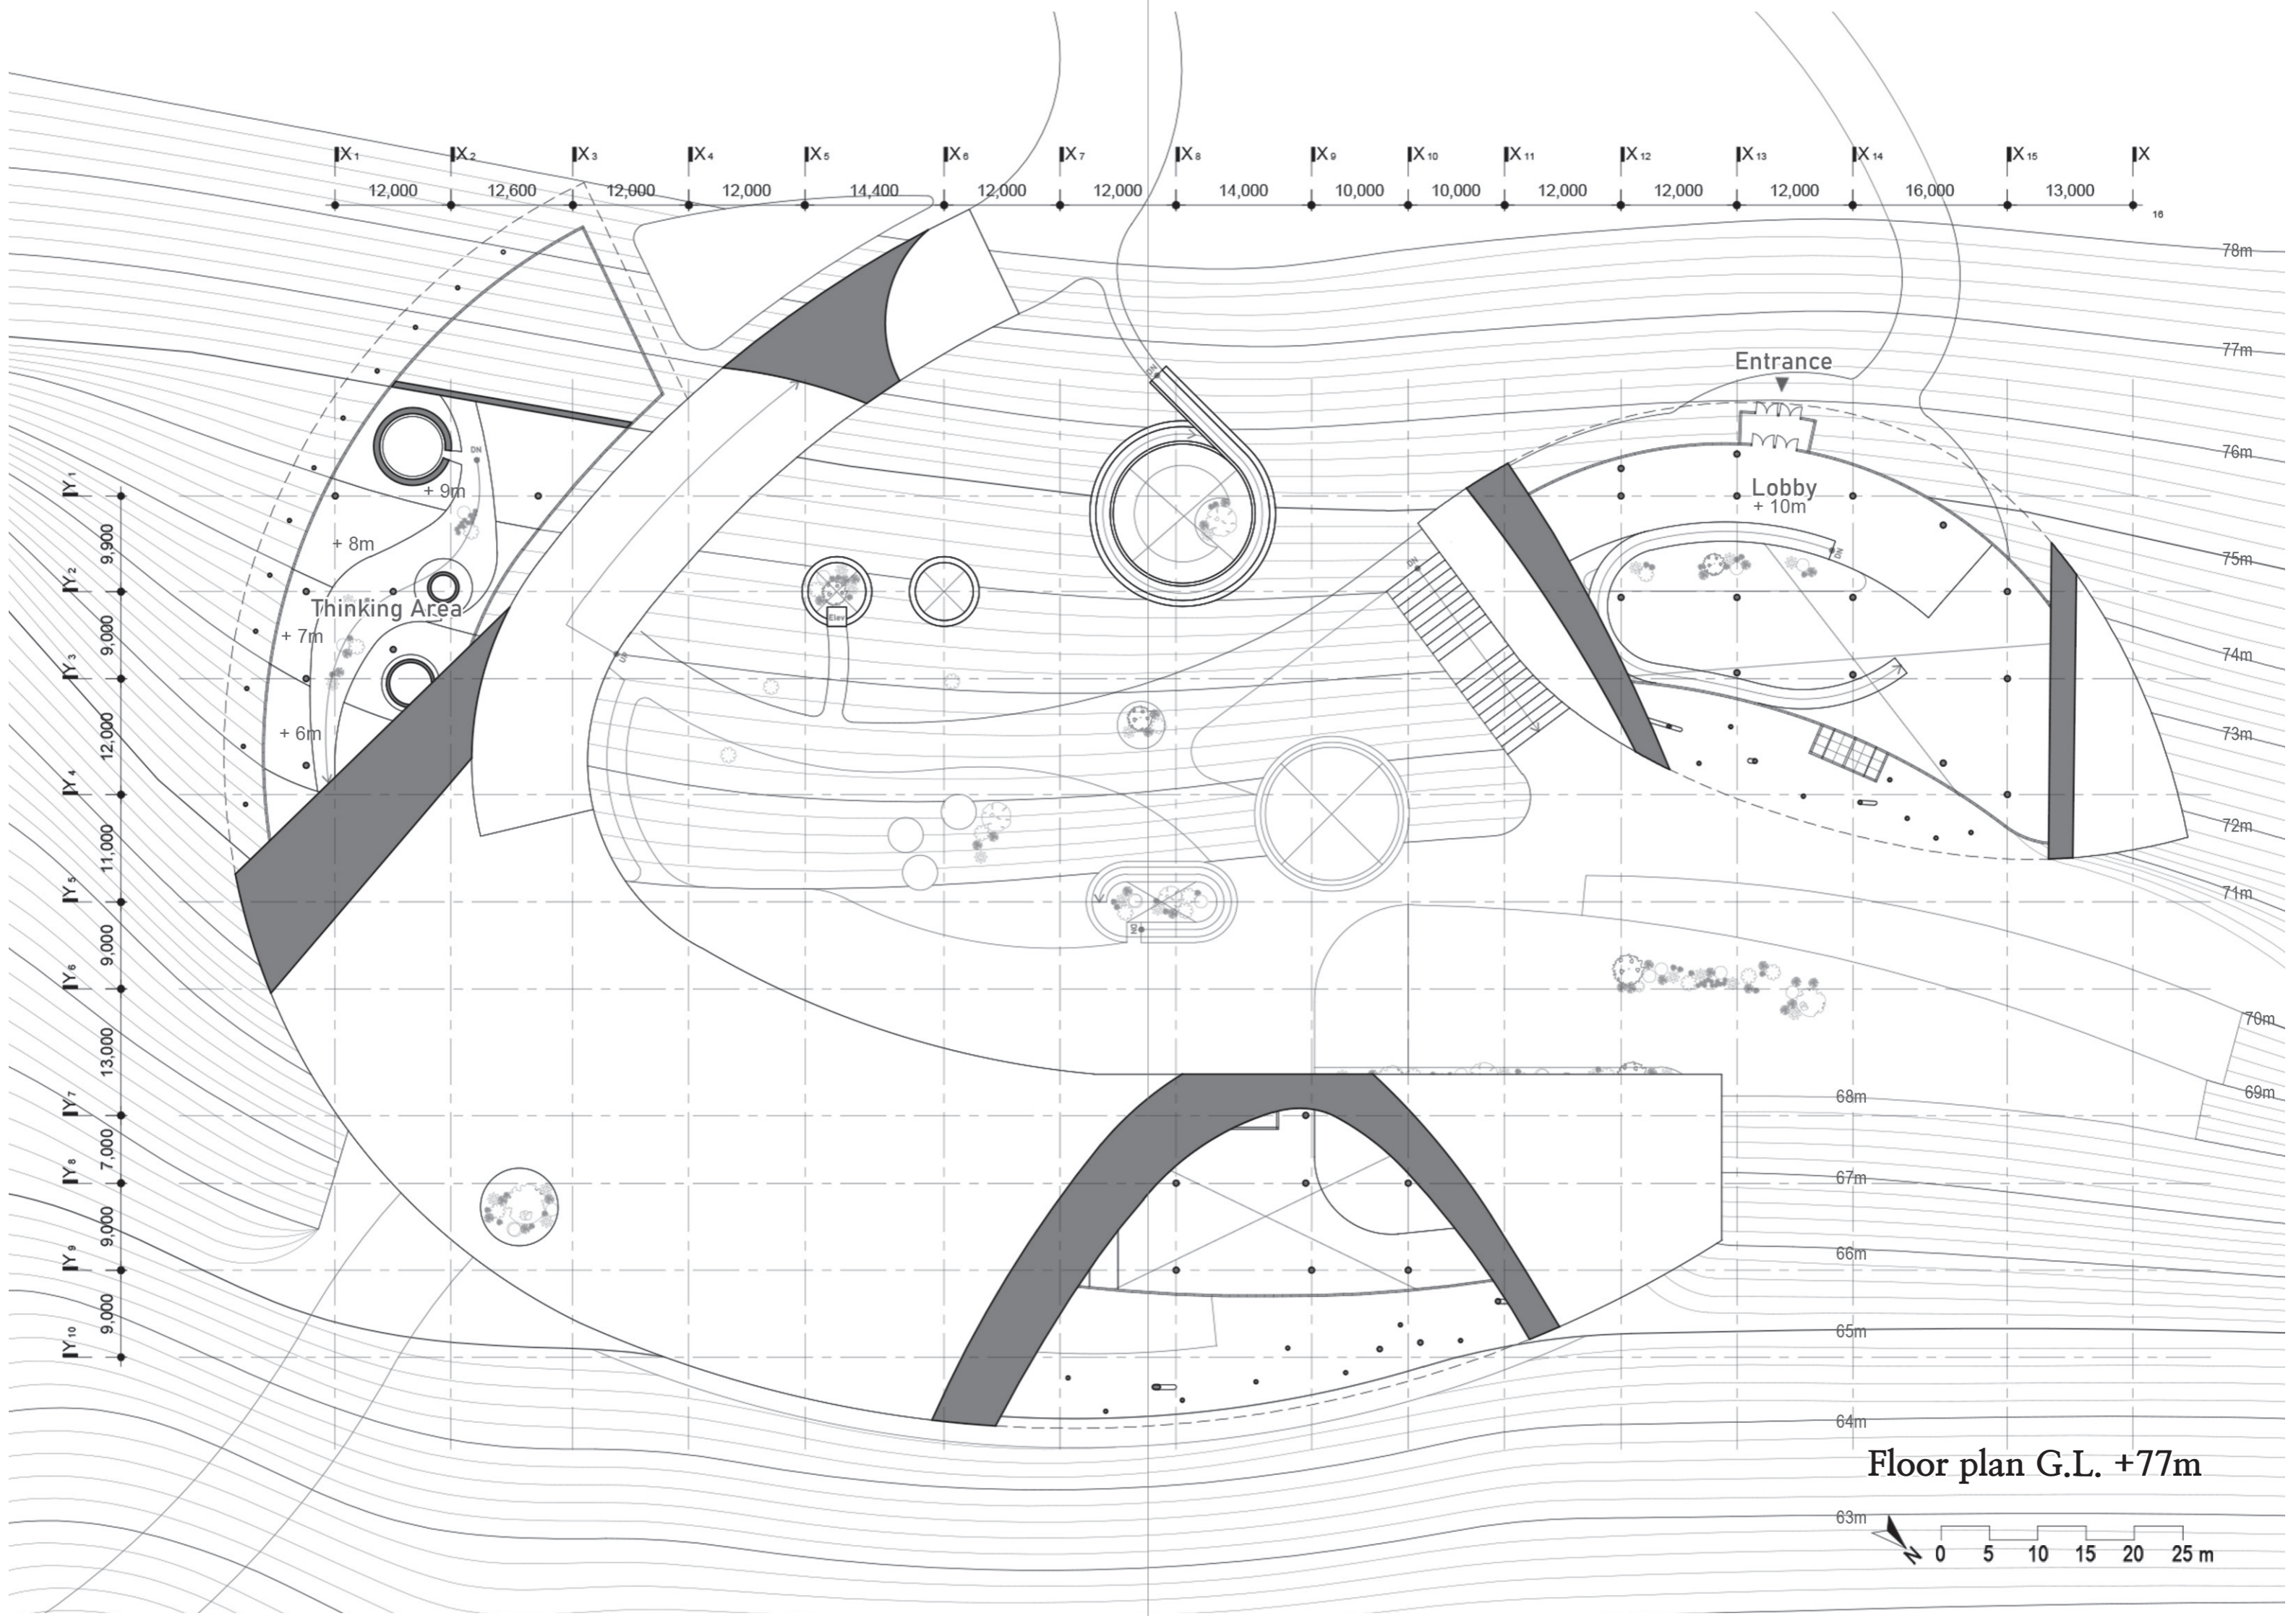 X1 X2 X3 X4 X5 X6 X7 X8 X9 X10 X11 X12 X13 X14 X15 X
12,000 12,600 12,000 12,000 14,400 12,000 12,000 14,000 10,000 10,000 12,000 12,000 12,000 16,000 13,000
16
78m
77m
Entrance
DN
76m
DN
+ 9m
Lobby
+ 10m
Y1
9,900
+ 8m
DN
DN
75m
Y2
Thinking Area
Elev
+ 7m
9,000
74m
Y3
+ 6m
12,000
73m
Y4
11,000
72m
Y5
71m
DN
9,000
Y6
70m
13,000
69m
68m
Y7
7,000
Y8
67m
9,000
66m
Y9
9,000
65m
Y10
64m
Floor plan G.L. +77m
63m
N
0 5 10 15 20 25 m